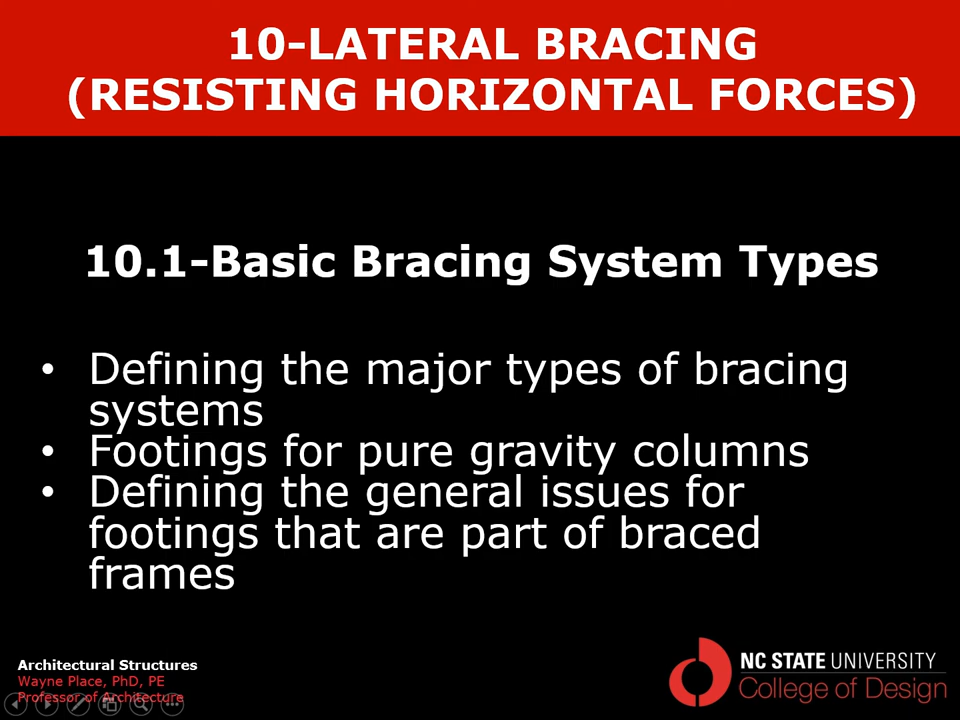 10-LATERAL BRACING
(RESISTING HORIZONTAL FORCES)
10.1-Basic Bracing System Types
• Defining the major types of bracing
systems
• Footings for pure gravity columns
• Defining the general issues for
footings that are part of braced
frames
Architectural Structures
Wayne Place, PhD, PE
Professor of Architecture
NC STATE UNIVERSITY
College of Design